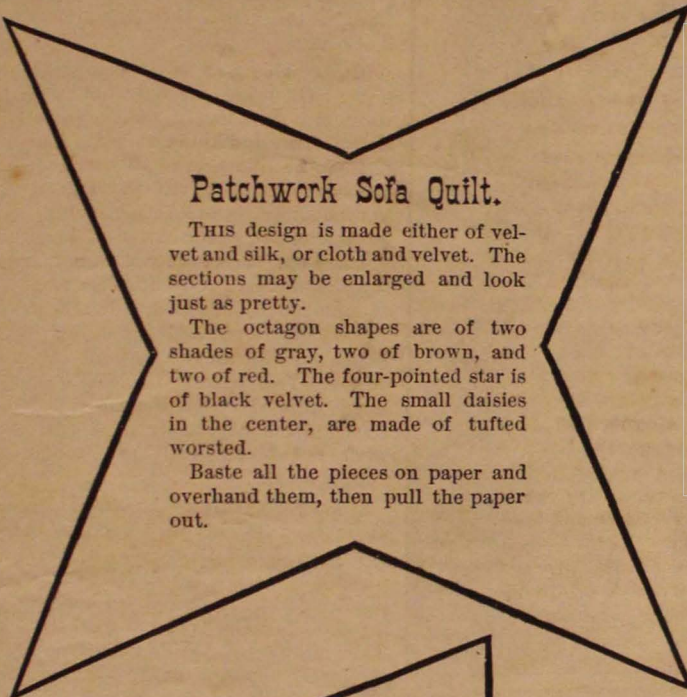 Patchwork Sofa Quilt.
THIS design is made either of vel-
vet and silk, or cloth and velvet. The
sections may be enlarged and look
just as pretty.
The octagon shapes are of two
shades of gray, two of brown, and
two of red. The four-pointed star is
of black velvet. The small daisies
in the center, are made of tufted
worsted.
Baste all the pieces on paper and
overhand them, then pull the paper
out.